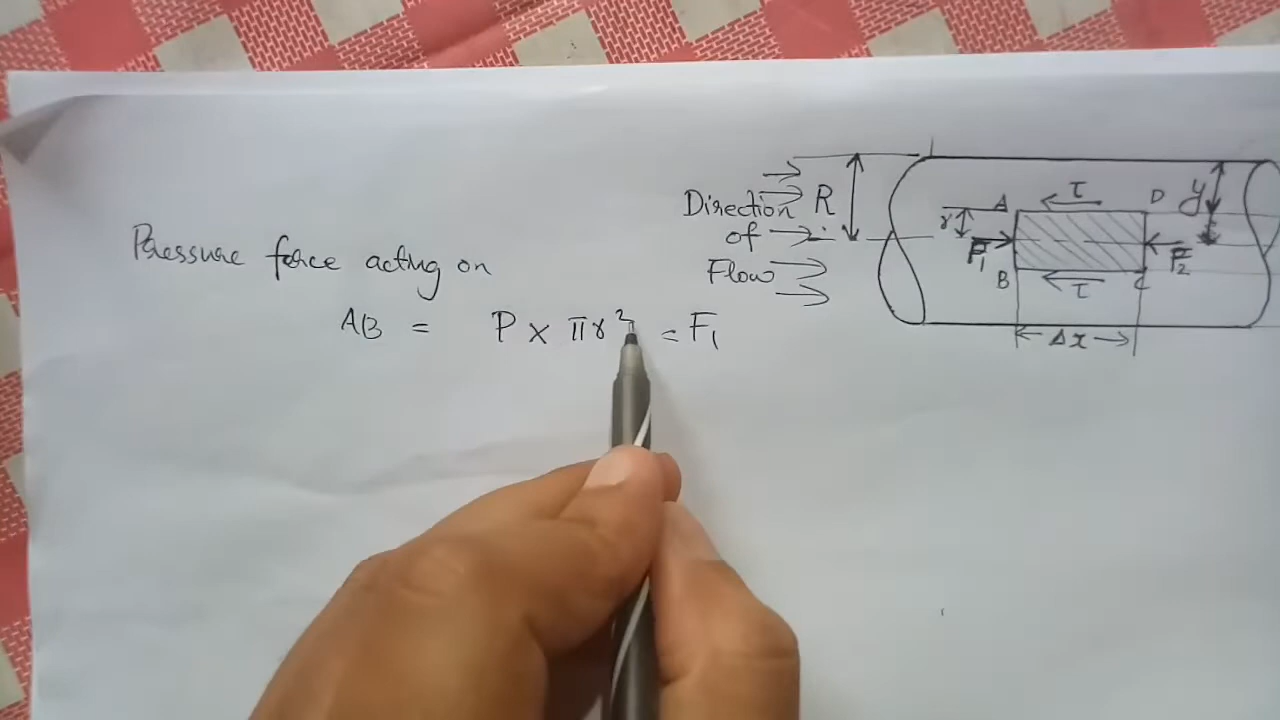 Pressure force acting on
AB = P × πr² = F₁
Direction
of
Flow
R
A
τ
D
y
r
r
F₁
F₂
B
τ
C
Δx